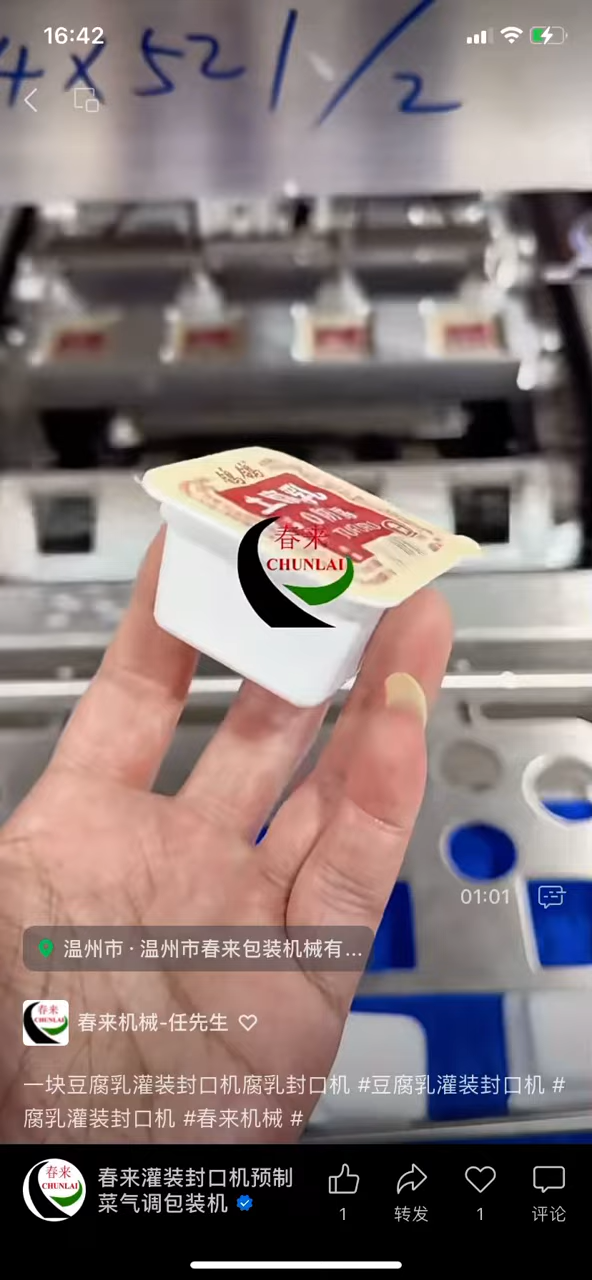 16:42
4×521/2
土乳
春来
CHUNLAI
01:01
温州市 · 温州市春来包装机械有...
春来
CHUNLAI
春来机械-任先生
一块豆腐乳灌装封口机腐乳封口机 #豆腐乳灌装封口机 #
腐乳灌装封口机 #春来机械 #
春来
CHUNLAI
春来灌装封口机预制
菜气调包装机
1
转发
1
评论